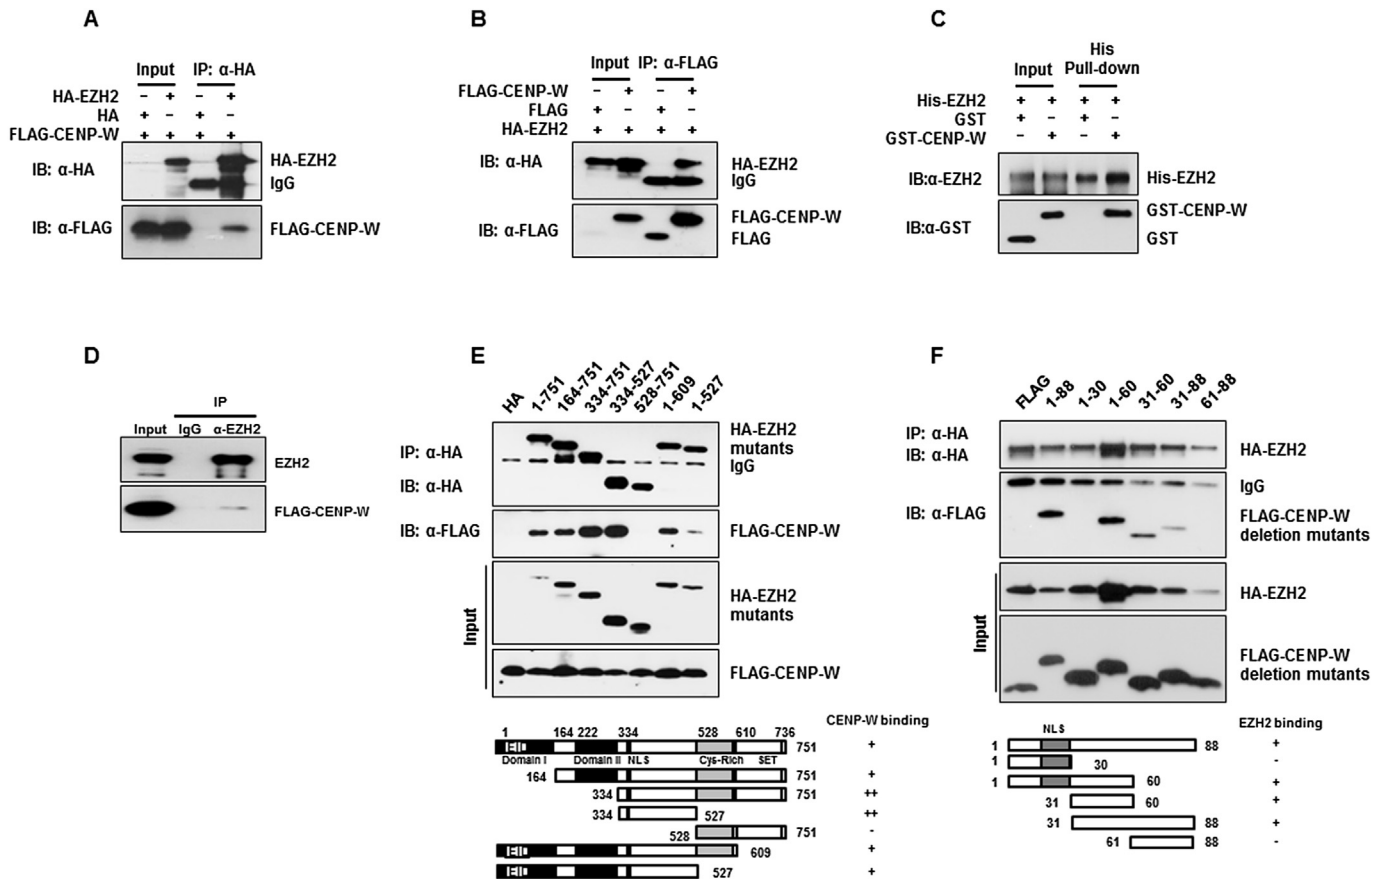 A
Input IP: α-HA
HA-EZH2 – + – +
HA + – + –
FLAG-CENP-W + + + +
IB: α-HA
HA-EZH2
IgG
IB: α-FLAG
FLAG-CENP-W
B
Input IP: α-FLAG
FLAG-CENP-W – + – +
FLAG + – + –
HA-EZH2 + + + +
IB: α-HA
HA-EZH2
IgG
IB: α-FLAG
FLAG-CENP-W
FLAG
C
His
Input Pull-down
His-EZH2 + + + +
GST + – + –
GST-CENP-W – + – +
IB:α-EZH2
His-EZH2
IB:α-GST
GST-CENP-W
GST
D
IP
Input IgG α-EZH2
EZH2
FLAG-CENP-W
E
HA 1-751 164-751 334-751 334-527 528-751 1-609 1-527
IP: α-HA
IB: α-HA
HA-EZH2
mutants
IgG
IB: α-FLAG
FLAG-CENP-W
Input
HA-EZH2
mutants
FLAG-CENP-W
CENP-W binding
1 164 222 334 528 610 736
EID 751 +
Domain I Domain II NLS Cys-Rich SET
164 751 +
334 751 ++
334 527 ++
528 751 -
EID 609 +
EID 527 +
F
FLAG 1-88 1-30 1-60 31-60 31-88 61-88
IP: α-HA
IB: α-HA
HA-EZH2
IgG
IB: α-FLAG
FLAG-CENP-W
deletion mutants
Input
HA-EZH2
FLAG-CENP-W
deletion mutants
NLS
EZH2 binding
1 88 +
1 30 -
1 60 +
31 60 +
31 88 +
61 88 -